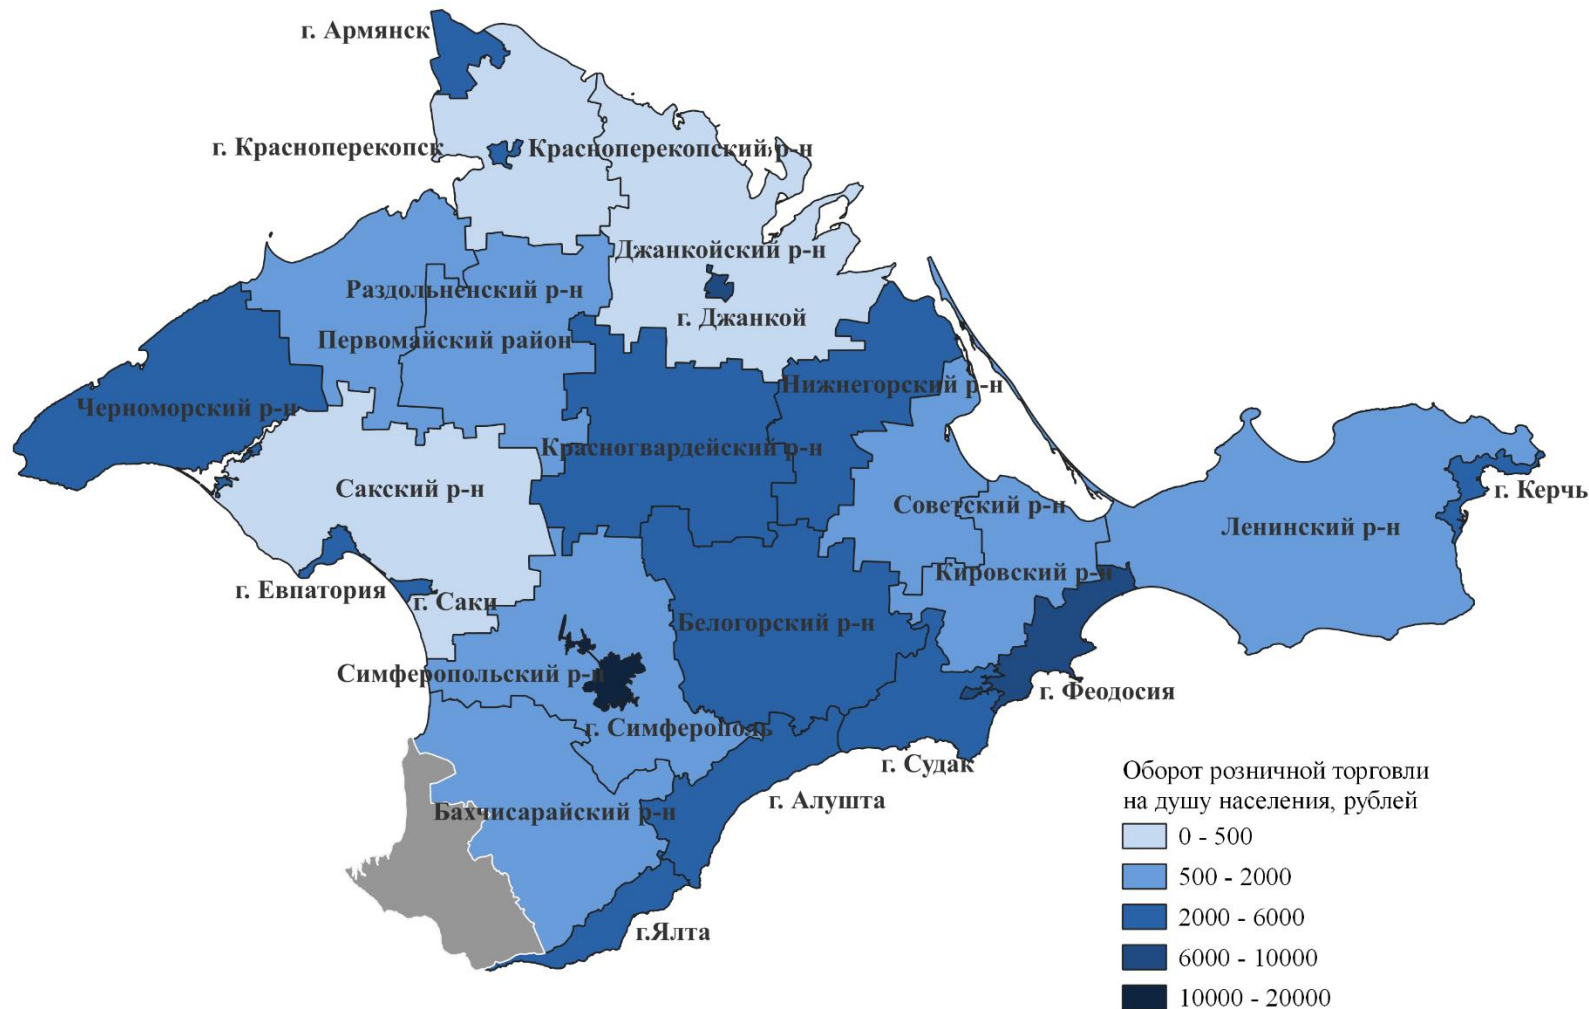 г. Армянск
г. Красноперекопск
Красноперекопский р-н
Джанкойский р-н
Раздольненский р-н
г. Джанкой
Первомайский район
Нижнегорский р-н
Черноморский р-н
Красногвардейский р-н
Сакский р-н
г. Керчь
Советский р-н
Ленинский р-н
Кировский р-н
г. Евпатория
г. Саки
Белогорский р-н
Симферопольский р-н
г. Феодосия
г. Симферополь
г. Судак
г. Алушта
Бахчисарайский р-н
г.Ялта
Оборот розничной торговли
на душу населения, рублей
0 - 500
500 - 2000
2000 - 6000
6000 - 10000
10000 - 20000